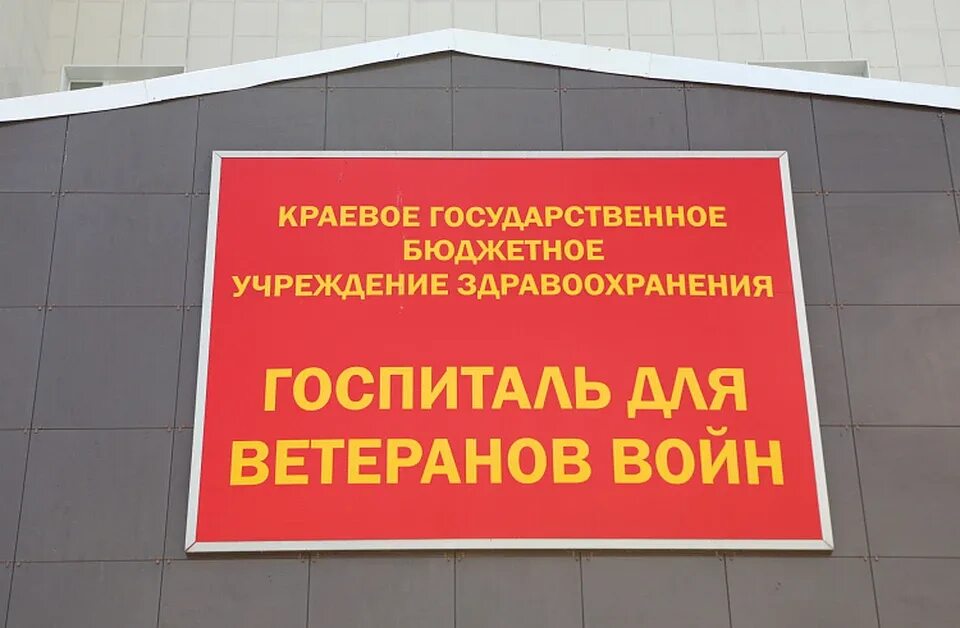 КРАЕВОЕ ГОСУДАРСТВЕННОЕ
БЮДЖЕТНОЕ
УЧРЕЖДЕНИЕ ЗДРАВООХРАНЕНИЯ
ГОСПИТАЛЬ ДЛЯ
ВЕТЕРАНОВ ВОЙН